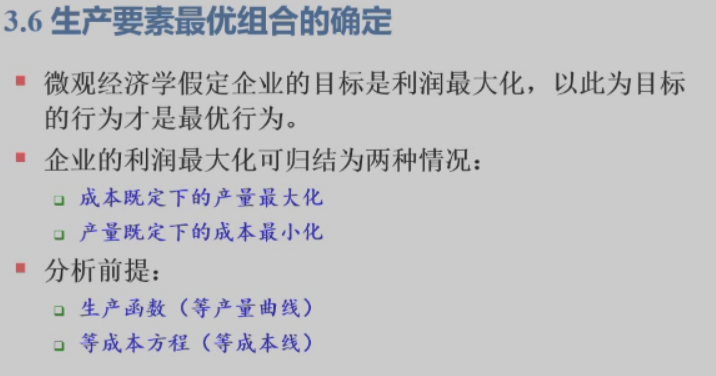 3.6 生产要素最优组合的确定
微观经济学假定企业的目标是利润最大化，以此为目标
的行为才是最优行为。
企业的利润最大化可归结为两种情况：
成本既定下的产量最大化
产量既定下的成本最小化
分析前提：
生产函数（等产量曲线）
等成本方程（等成本线）